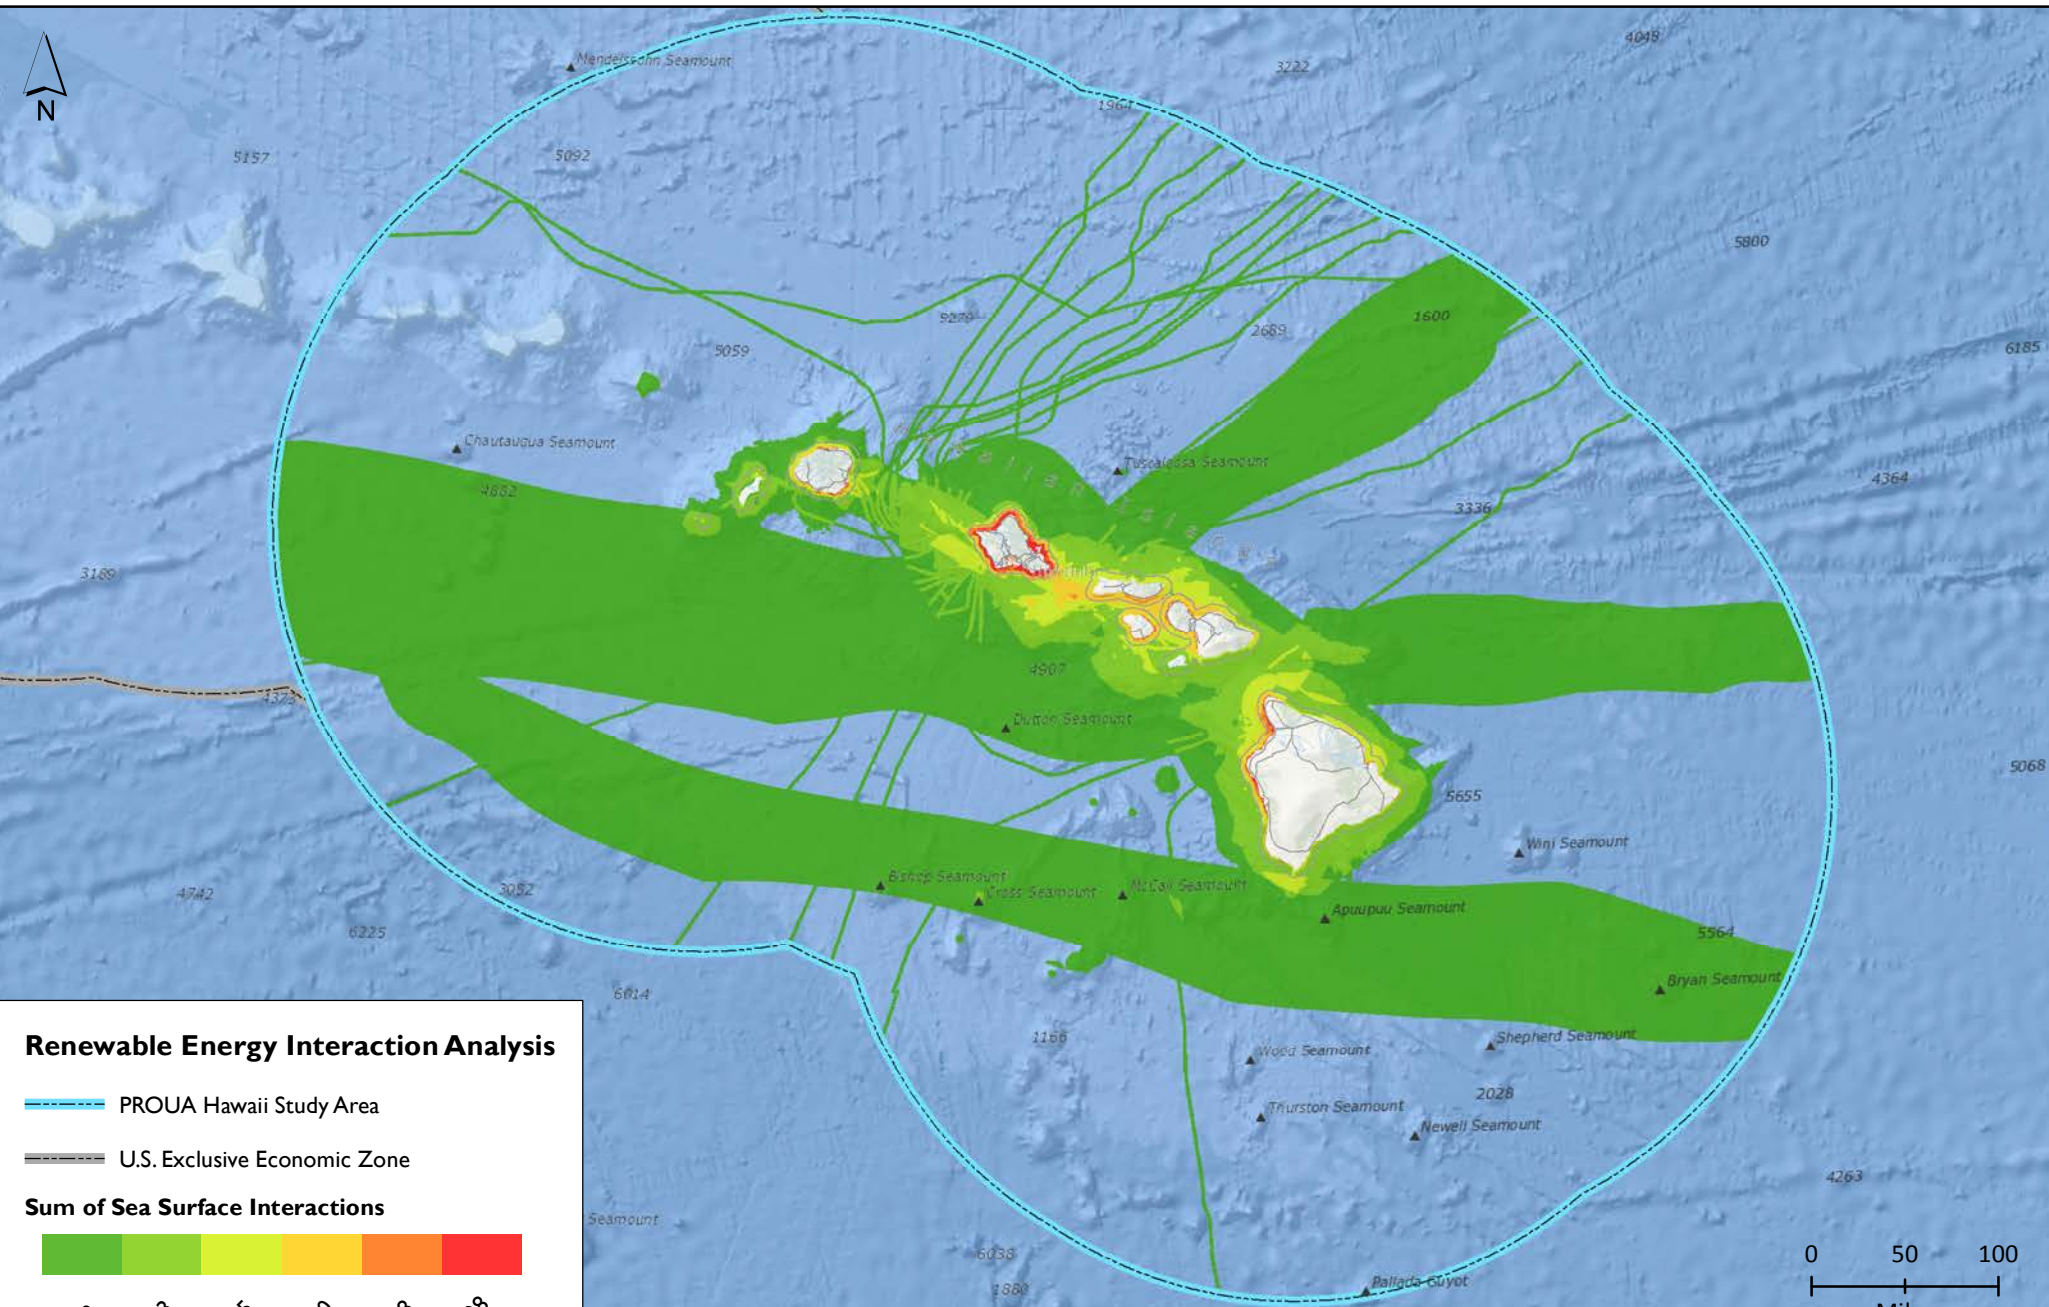 Mendelssohn Seamount
4048
3222
1964
N
5157
5092
5800
1600
2689
5059
6185
Chautauqua Seamount
Tuscaloosa Seamount
4882
4364
3336
3189
4907
4373
Dutton Seamount
5068
5655
Wini Seamount
Bishop Seamount
McCall Seamount
4742
3052
Cross Seamount
Apuupuu Seamount
6225
5564
Bryan Seamount
6014
1166
Shepherd Seamount
Wood Seamount
2028
Thurston Seamount
Newell Seamount
4263
Seamount
6038
1880
Pallada Guyot
Renewable Energy Interaction Analysis
PROUA Hawaii Study Area
U.S. Exclusive Economic Zone
Sum of Sea Surface Interactions
0 50 100